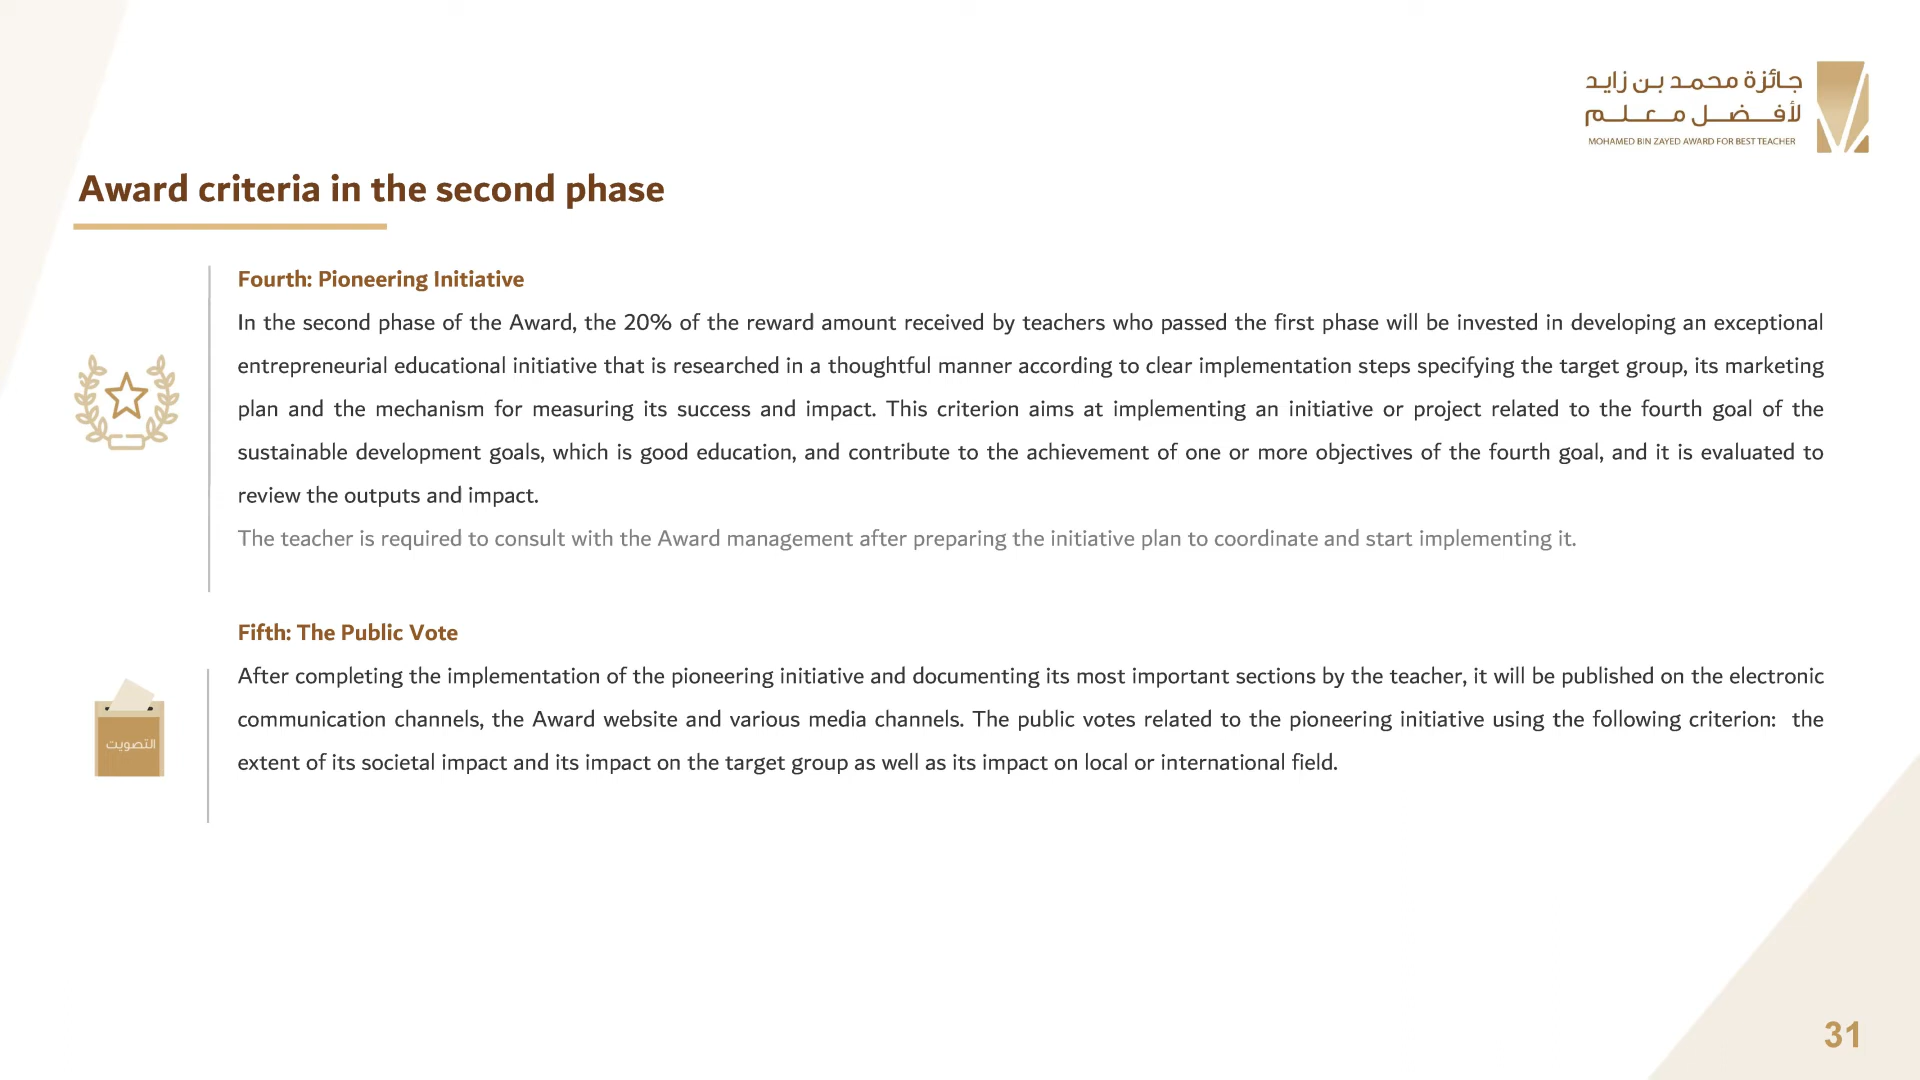 جائزة محمد بن زايد
لأفضل معلم
MOHAMED BIN ZAYED AWARD FOR BEST TEACHER
Award criteria in the second phase
Fourth: Pioneering Initiative
In the second phase of the Award, the 20% of the reward amount received by teachers who passed the first phase will be invested in developing an exceptional
entrepreneurial educational initiative that is researched in a thoughtful manner according to clear implementation steps specifying the target group, its marketing
plan and the mechanism for measuring its success and impact. This criterion aims at implementing an initiative or project related to the fourth goal of the
sustainable development goals, which is good education, and contribute to the achievement of one or more objectives of the fourth goal, and it is evaluated to
review the outputs and impact.
The teacher is required to consult with the Award management after preparing the initiative plan to coordinate and start implementing it.
Fifth: The Public Vote
After completing the implementation of the pioneering initiative and documenting its most important sections by the teacher, it will be published on the electronic
communication channels, the Award website and various media channels. The public votes related to the pioneering initiative using the following criterion: the
extent of its societal impact and its impact on the target group as well as its impact on local or international field.
التصويت
31